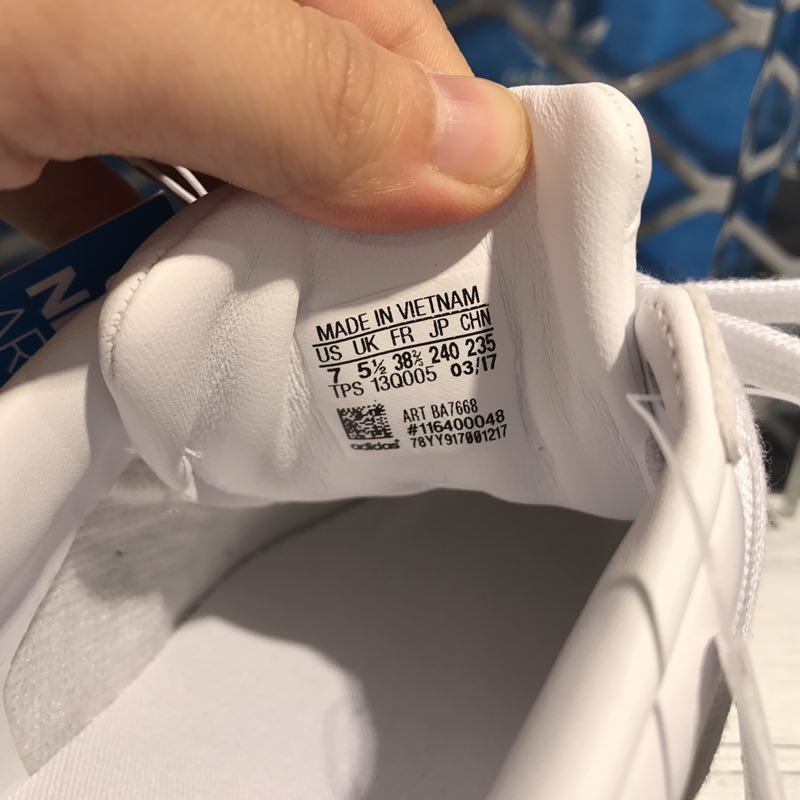 MADE IN VIETNAM
US UK FR JP CHN
7 5½ 38⅔ 240 235
TPS 13Q005 03/17
ART BA7668
#116400048
adidas 78YY917001217